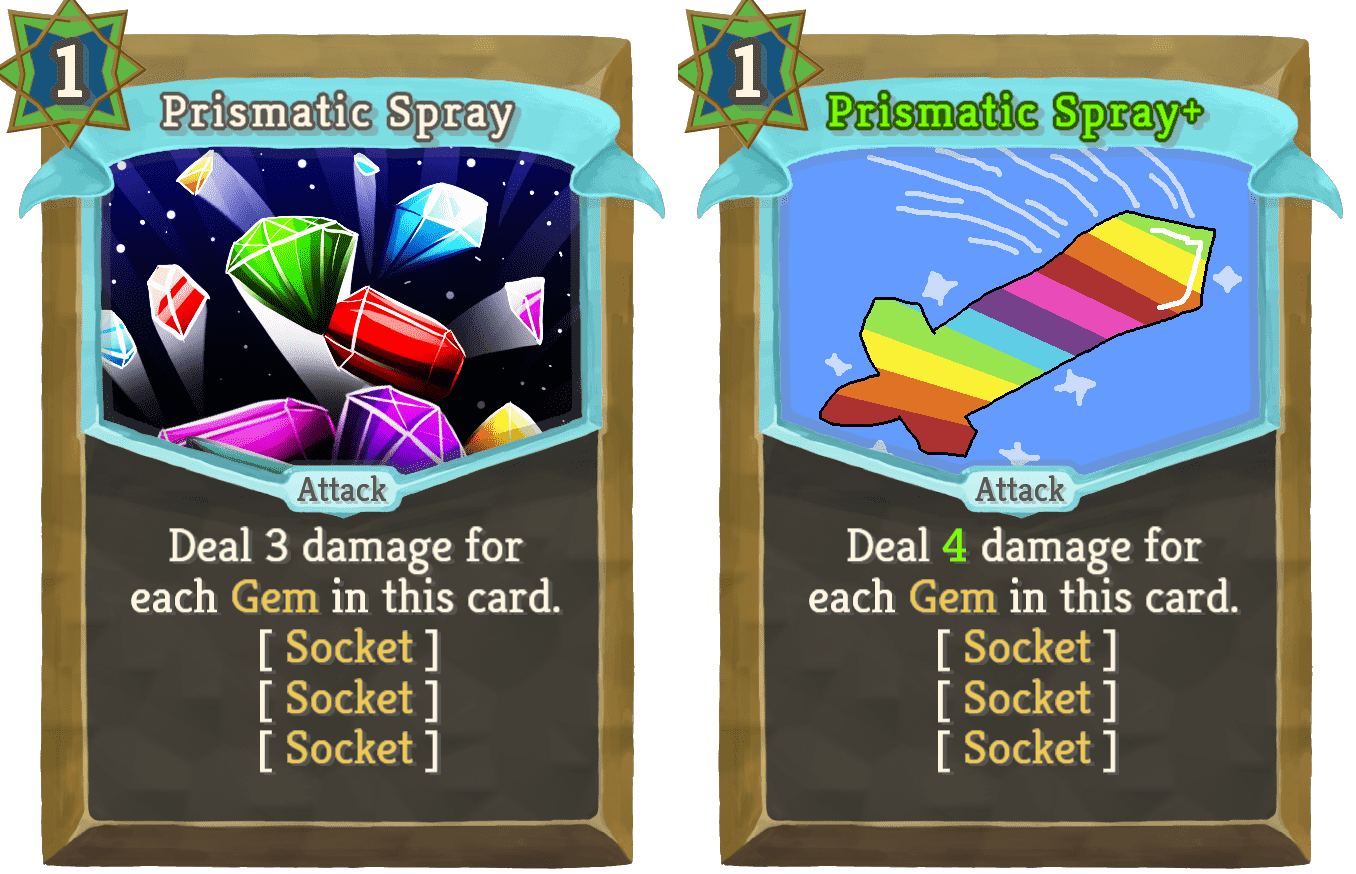 1
Prismatic Spray
Attack
Deal 3 damage for
each Gem in this card.
[ Socket ]
[ Socket ]
[ Socket ]
1
Prismatic Spray+
Attack
Deal 4 damage for
each Gem in this card.
[ Socket ]
[ Socket ]
[ Socket ]